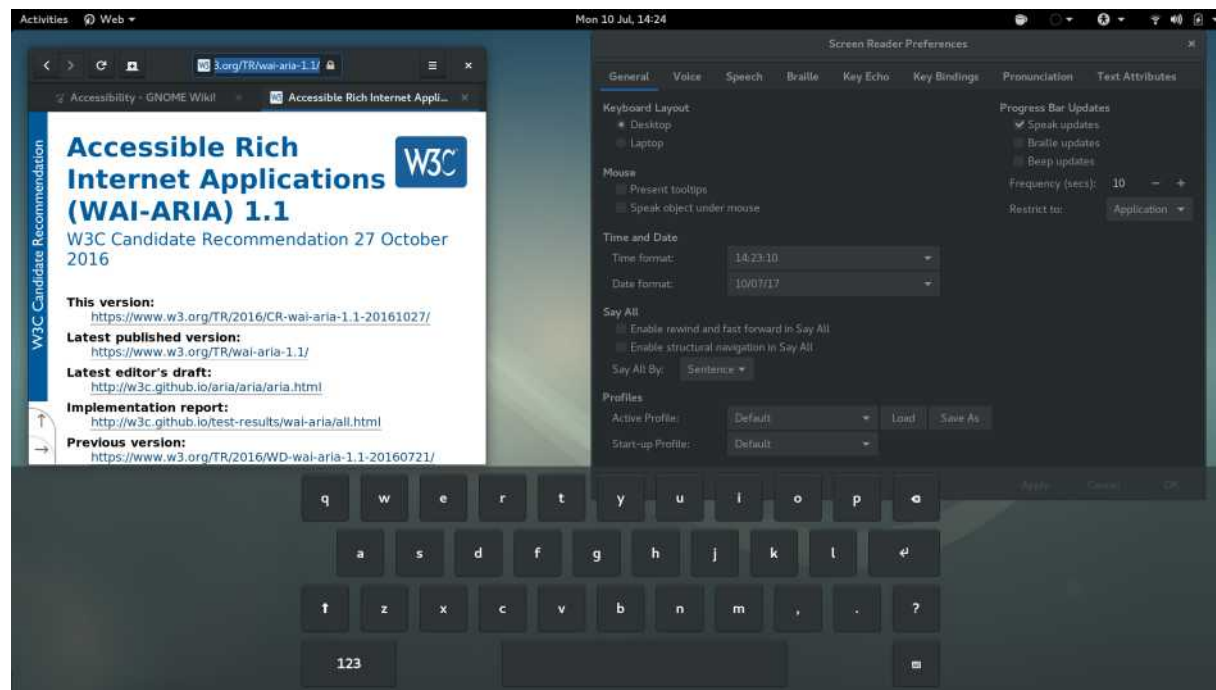 Activities Web
Mon 10 Jul, 14:24
3.org/TR/wai-aria-1.1/
Accessibility - GNOME Wiki!
Accessible Rich Internet Appli...
W3C Candidate Recommendation
Accessible Rich
Internet Applications
(WAI-ARIA) 1.1
W3C
W3C Candidate Recommendation 27 October
2016
This version:
https://www.w3.org/TR/2016/CR-wai-aria-1.1-20161027/
Latest published version:
https://www.w3.org/TR/wai-aria-1.1/
Latest editor's draft:
http://w3c.github.io/aria/aria/aria.html
Implementation report:
http://w3c.github.io/test-results/wai-aria/all.html
Previous version:
https://www.w3.org/TR/2016/WD-wai-aria-1.1-20160721/
Screen Reader Preferences
General Voice Speech Braille Key Echo Key Bindings Pronunciation Text Attributes
Keyboard Layout
Desktop
Laptop
Mouse
Present tooltips
Speak object under mouse
Time and Date
Time format: 14:23:10
Date format: 10/07/17
Say All
Enable rewind and fast forward in Say All
Enable structural navigation in Say All
Say All By: Sentence
Profiles
Active Profile: Default Load Save As
Start-up Profile: Default
Progress Bar Updates
Speak updates
Braille updates
Beep updates
Frequency (secs): 10 - +
Restrict to: Application
Apply Cancel OK
q w e r t y u i o p
a s d f g h j k l
z x c v b n m , . ?
123